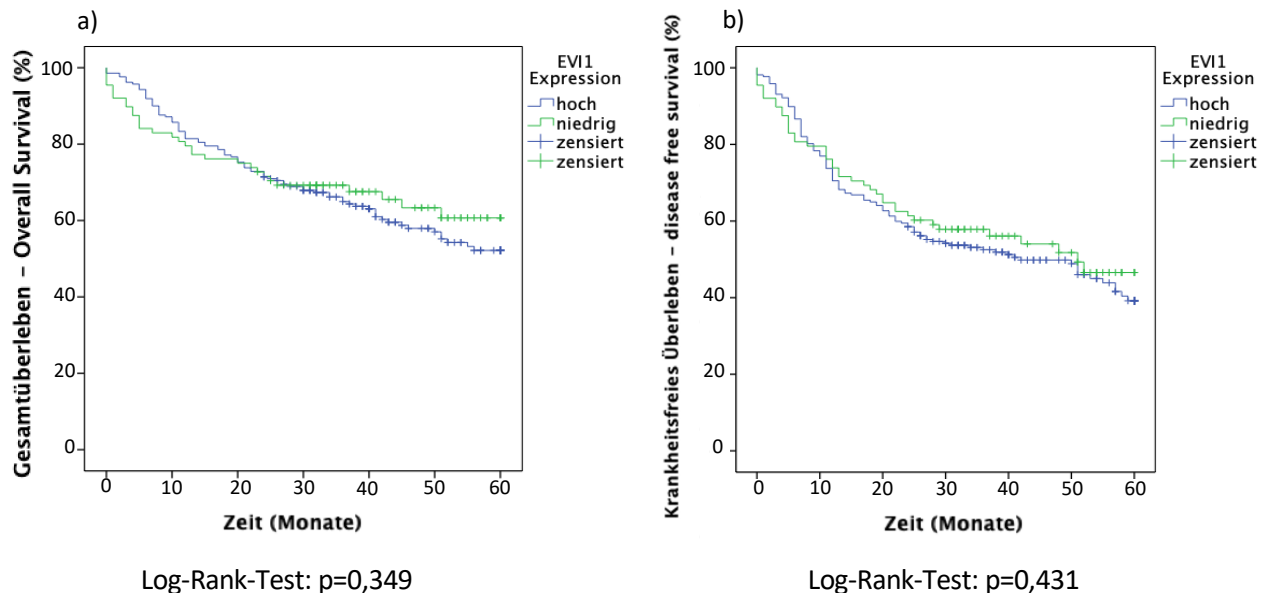 a)
Gesamtüberleben – Overall Survival (%)
100
80
60
40
20
0
0 10 20 30 40 50 60
Zeit (Monate)
EVI1
Expression
hoch
niedrig
zensiert
zensiert
Log-Rank-Test: p=0,349
b)
Krankheitsfreies Überleben – disease free survival (%)
100
80
60
40
20
0
0 10 20 30 40 50 60
Zeit (Monate)
EVI1
Expression
hoch
niedrig
zensiert
zensiert
Log-Rank-Test: p=0,431